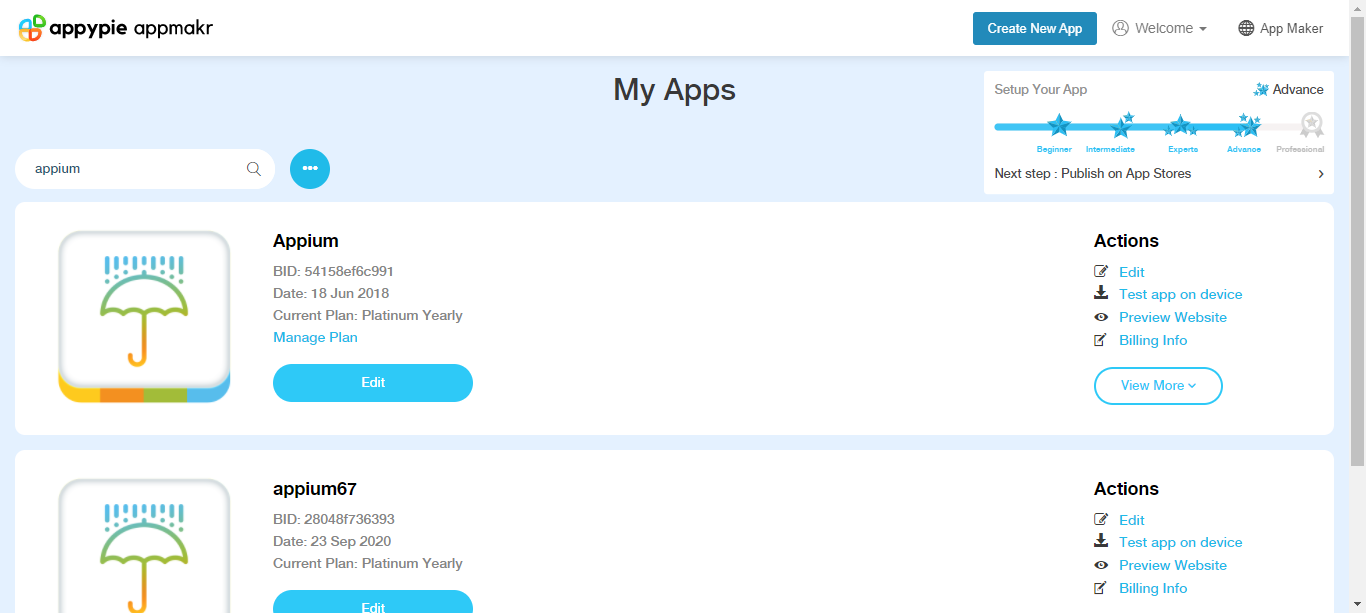 appypie appmakr
Create New App
Welcome
App Maker
My Apps
Setup Your App
Advance
Beginner
Intermediate
Experts
Advance
Professional
Next step : Publish on App Stores
appium
Appium
BID: 54158ef6c991
Date: 18 Jun 2018
Current Plan: Platinum Yearly
Manage Plan
Edit
Actions
Edit
Test app on device
Preview Website
Billing Info
View More
appium67
BID: 28048f736393
Date: 23 Sep 2020
Current Plan: Platinum Yearly
Edit
Actions
Edit
Test app on device
Preview Website
Billing Info